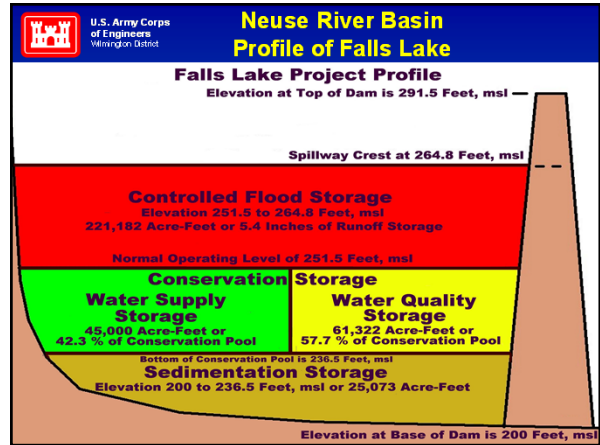 U.S. Army Corps
of Engineers
Wilmington District
Neuse River Basin
Profile of Falls Lake
Falls Lake Project Profile
Elevation at Top of Dam is 291.5 Feet, msl
Spillway Crest at 264.8 Feet, msl
Controlled Flood Storage
Elevation 251.5 to 264.8 Feet, msl
221,182 Acre-Feet or 5.4 Inches of Runoff Storage
Normal Operating Level of 251.5 Feet, msl
Conservation Storage
Water Supply
Storage
45,000 Acre-Feet or
42.3 % of Conservation Pool
Water Quality
Storage
61,322 Acre-Feet or
57.7 % of Conservation Pool
Bottom of Conservation Pool is 236.5 Feet, msl
Sedimentation Storage
Elevation 200 to 236.5 Feet, msl or 25,073 Acre-Feet
Elevation at Base of Dam is 200 Feet, msl